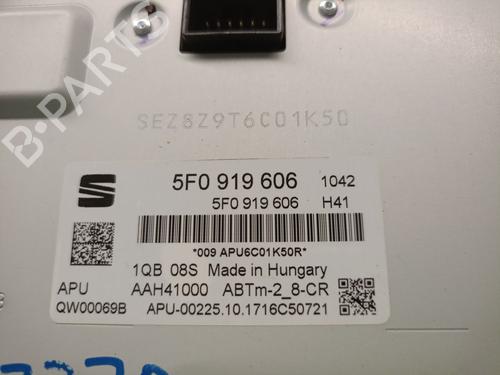 SEZ8Z9T6C01K50
5F0 919 606 1042
5F0 919 606 H41
*009 APU6C01K50R*
1QB 08S Made in Hungary
APU AAH41000 ABTm-2_8-CR
QW00069B APU-00225.10.1716C50721